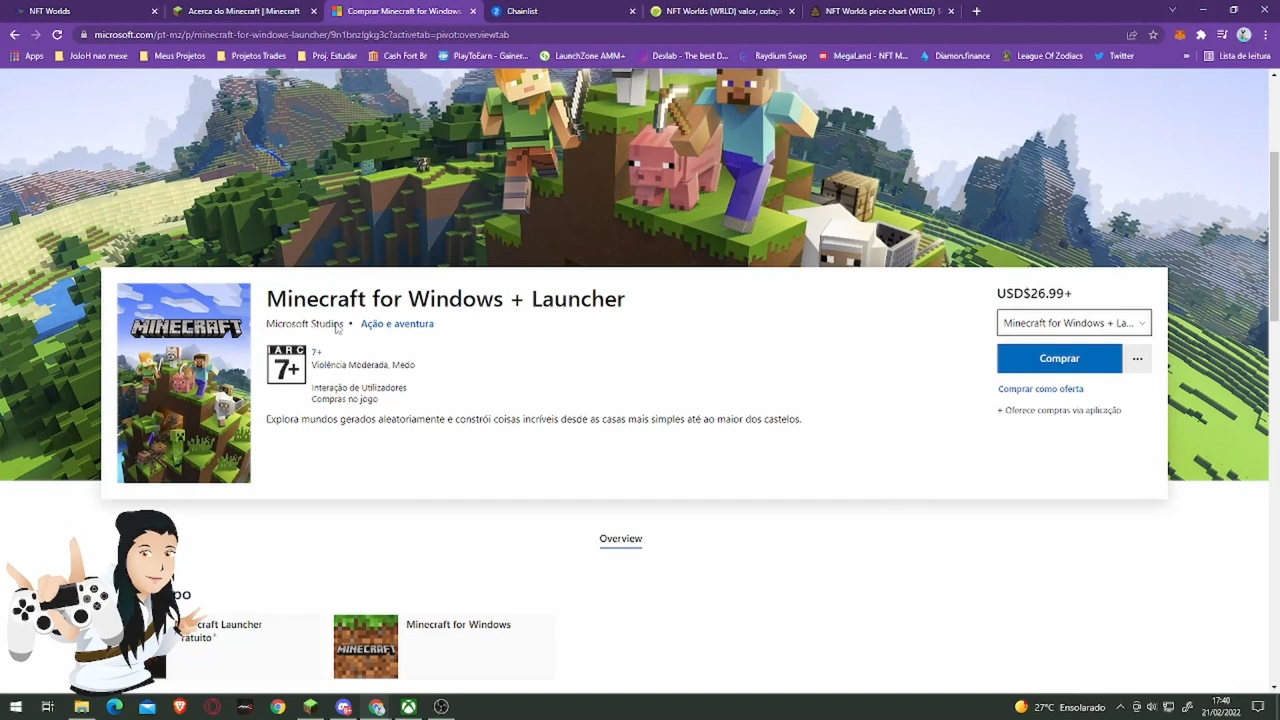 NFT Worlds
Acerca do Minecraft | Minecraft
Comprar Minecraft for Windows
Chainlist
NFT Worlds (WRLD) valor, cotaç
NFT Worlds price chart (WRLD) $
microsoft.com/pt-mz/p/minecraft-for-windows-launcher/9n1bnzlgkg3c?activetab=pivot:overviewtab
Apps
JoJoH nao mexe
Meus Projetos
Projetos Trades
Proj. Estudar
Cash Fort Br
PlayToEarn - Gaines...
LaunchZone AMM+
Dexlab - The best D...
Raydium Swap
MegaLand - NFT M...
Diamon.finance
League Of Zodiacs
Twitter
Lista de leitura
MINECRAFT
Minecraft for Windows + Launcher
Microsoft Studios • Ação e aventura
IARC
7+
7+
Violência Moderada, Medo
Interação de Utilizadores
Compras no jogo
Explora mundos gerados aleatoriamente e constrói coisas incríveis desde as casas mais simples até ao maior dos castelos.
USD$26.99+
Minecraft for Windows + La...
Comprar
Comprar como oferta
+ Oferece compras via aplicação
Overview
craft Launcher
ratuito+
MINECRAFT
Minecraft for Windows
27°C Ensolarado
17:40
21/02/2022